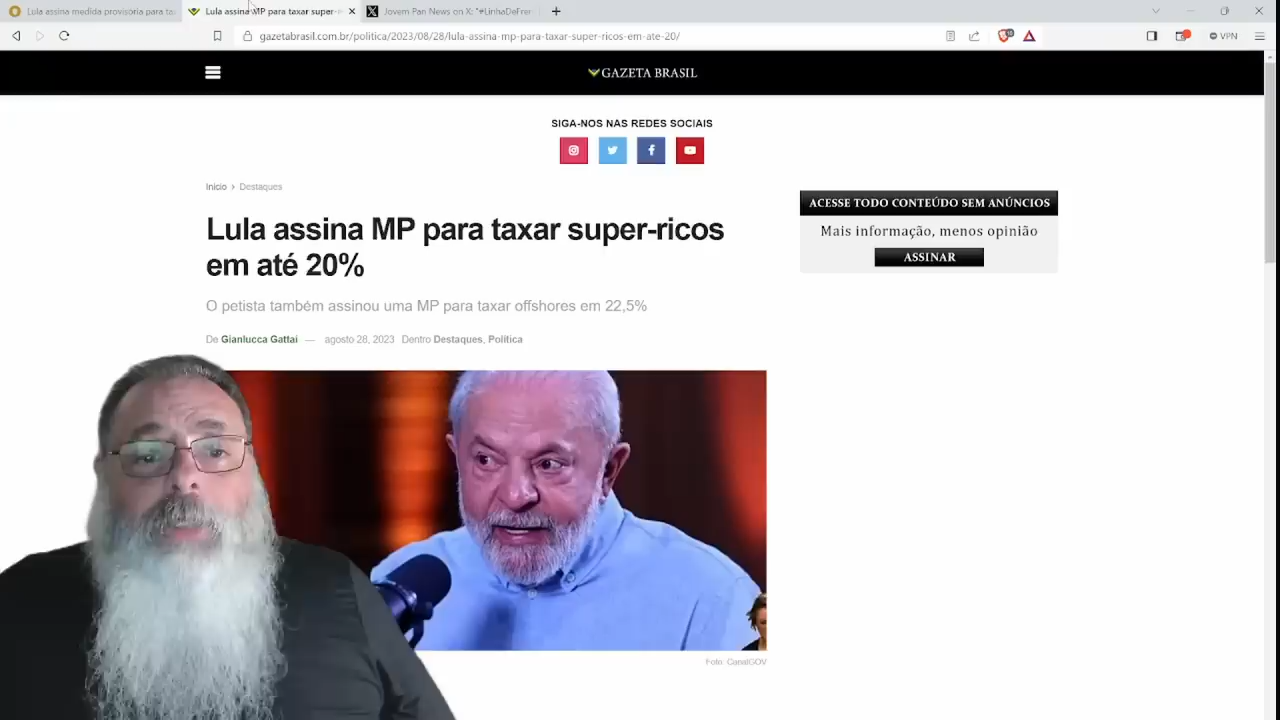 Lula assina medida provisória para ta
Lula assina MP para taxar super-r
Jovem Pan News on X: "#LinhaDeFre
gazetabrasil.com.br/politica/2023/08/28/lula-assina-mp-para-taxar-super-ricos-em-ate-20/
VPN
GAZETA BRASIL
SIGA-NOS NAS REDES SOCIAIS
Início > Destaques
ACESSE TODO CONTEÚDO SEM ANÚNCIOS
Mais informação, menos opinião
ASSINAR
Lula assina MP para taxar super-ricos
em até 20%
O petista também assinou uma MP para taxar offshores em 22,5%
De Gianlucca Gattai — agosto 28, 2023 Dentro Destaques, Política
Foto: CanalGOV